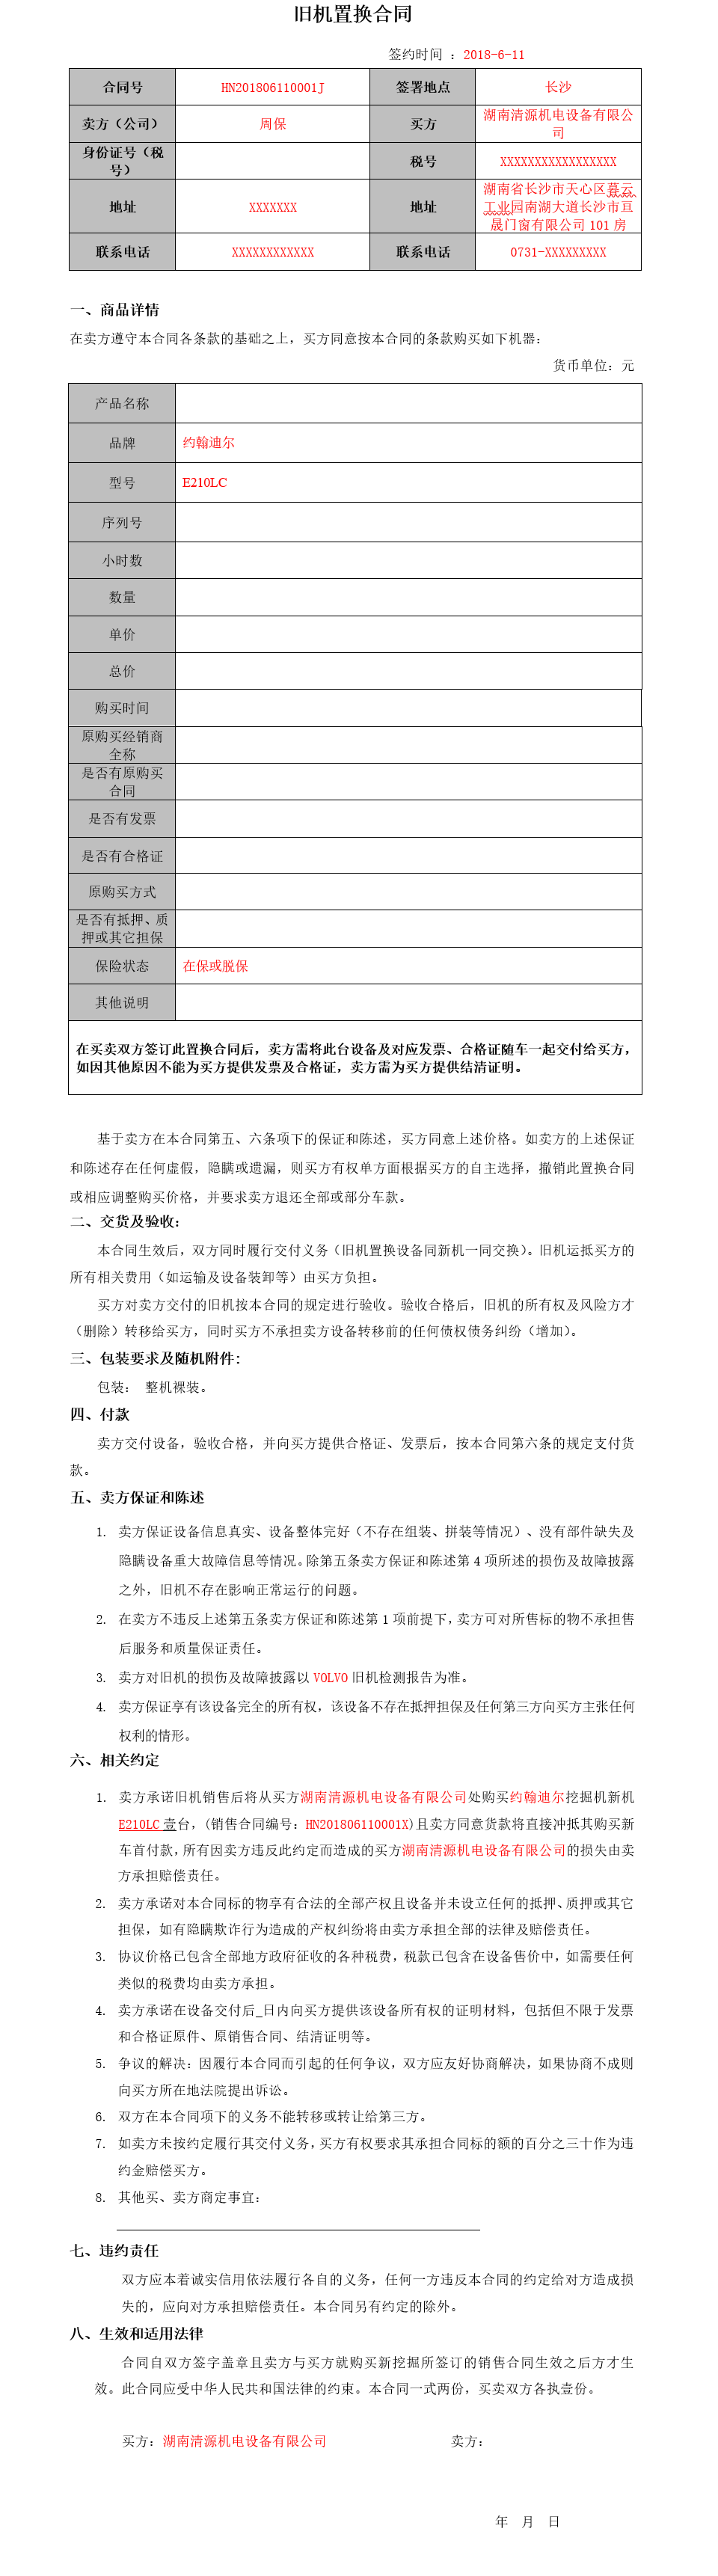 旧机置换合同
签约时间 ： 2018-6-11
合同号 HN201806110001J 签署地点 长沙
卖方（公司） 周保 买方 湖南清源机电设备有限公
司
身份证号（税
号） 税号 XXXXXXXXXXXXXXXXX
地址 XXXXXXX 地址 湖南省长沙市天心区暮云
工业园南湖大道长沙市亘
晟门窗有限公司 101 房
联系电话 XXXXXXXXXXXX 联系电话 0731-XXXXXXXXX
一、商品详情
在卖方遵守本合同各条款的基础之上，买方同意按本合同的条款购买如下机器：
货币单位：元
产品名称
品牌 约翰迪尔
型号 E210LC
序列号
小时数
数量
单价
总价
购买时间
原购买经销商
全称
是否有原购买
合同
是否有发票
是否有合格证
原购买方式
是否有抵押、质
押或其它担保
保险状态 在保或脱保
其他说明
在买卖双方签订此置换合同后，卖方需将此台设备及对应发票、合格证随车一起交付给买方，
如因其他原因不能为买方提供发票及合格证，卖方需为买方提供结清证明。
基于卖方在本合同第五、六条项下的保证和陈述，买方同意上述价格。如卖方的上述保证
和陈述存在任何虚假，隐瞒或遗漏，则买方有权单方面根据买方的自主选择，撤销此置换合同
或相应调整购买价格，并要求卖方退还全部或部分车款。
二、交货及验收：
本合同生效后，双方同时履行交付义务（旧机置换设备同新机一同交换）。旧机运抵买方的
所有相关费用（如运输及设备装卸等）由买方负担。
买方对卖方交付的旧机按本合同的规定进行验收。验收合格后，旧机的所有权及风险方才
（删除）转移给买方，同时买方不承担卖方设备转移前的任何债权债务纠纷（增加）。
三、包装要求及随机附件：
包装： 整机裸装。
四、付款
卖方交付设备，验收合格，并向买方提供合格证、发票后，按本合同第六条的规定支付货
款。
五、卖方保证和陈述
1. 卖方保证设备信息真实、设备整体完好（不存在组装、拼装等情况）、没有部件缺失及
隐瞒设备重大故障信息等情况。除第五条卖方保证和陈述第 4 项所述的损伤及故障披露
之外，旧机不存在影响正常运行的问题。
2. 在卖方不违反上述第五条卖方保证和陈述第 1 项前提下，卖方可对所售标的物不承担售
后服务和质量保证责任。
3. 卖方对旧机的损伤及故障披露以 VOLVO 旧机检测报告为准。
4. 卖方保证享有该设备完全的所有权，该设备不存在抵押担保及任何第三方向买方主张任何
权利的情形。
六、相关约定
1. 卖方承诺旧机销售后将从买方湖南清源机电设备有限公司处购买约翰迪尔挖掘机新机
E210LC 壹台，(销售合同编号：HN201806110001X)且卖方同意货款将直接冲抵其购买新
车首付款，所有因卖方违反此约定而造成的买方湖南清源机电设备有限公司的损失由卖
方承担赔偿责任。
2. 卖方承诺对本合同标的物享有合法的全部产权且设备并未设立任何的抵押、质押或其它
担保，如有隐瞒欺诈行为造成的产权纠纷将由卖方承担全部的法律及赔偿责任。
3. 协议价格已包含全部地方政府征收的各种税费，税款已包含在设备售价中，如需要任何
类似的税费均由卖方承担。
4. 卖方承诺在设备交付后_日内向买方提供该设备所有权的证明材料，包括但不限于发票
和合格证原件、原销售合同、结清证明等。
5. 争议的解决：因履行本合同而引起的任何争议，双方应友好协商解决，如果协商不成则
向买方所在地法院提出诉讼。
6. 双方在本合同项下的义务不能转移或转让给第三方。
7. 如卖方未按约定履行其交付义务，买方有权要求其承担合同标的额的百分之三十作为违
约金赔偿买方。
8. 其他买、卖方商定事宜：
七、违约责任
双方应本着诚实信用依法履行各自的义务，任何一方违反本合同的约定给对方造成损
失的，应向对方承担赔偿责任。本合同另有约定的除外。
八、生效和适用法律
合同自双方签字盖章且卖方与买方就购买新挖掘所签订的销售合同生效之后方才生
效。此合同应受中华人民共和国法律的约束。本合同一式两份，买卖双方各执壹份。
买方：湖南清源机电设备有限公司 卖方：
年 月 日